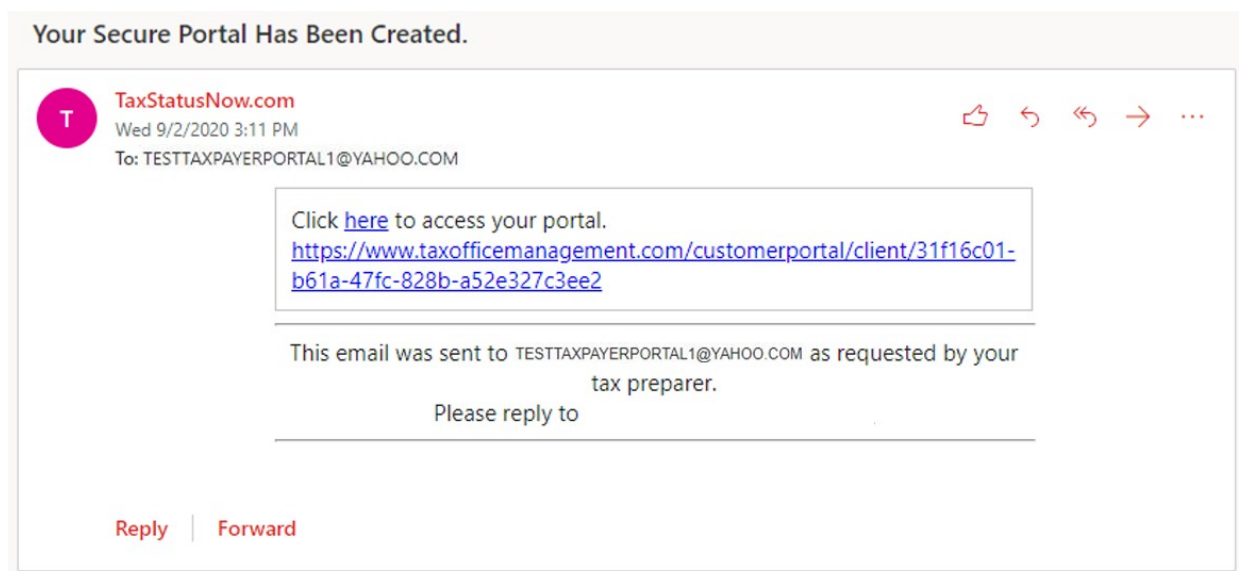 Your Secure Portal Has Been Created.
T
TaxStatusNow.com
Wed 9/2/2020 3:11 PM
To: TESTTAXPAYERPORTAL1@YAHOO.COM
Click here to access your portal.
https://www.taxofficemanagement.com/customerportal/client/31f16c01-
b61a-47fc-828b-a52e327c3ee2
This email was sent to TESTTAXPAYERPORTAL1@YAHOO.COM as requested by your
tax preparer.
Please reply to
Reply Forward